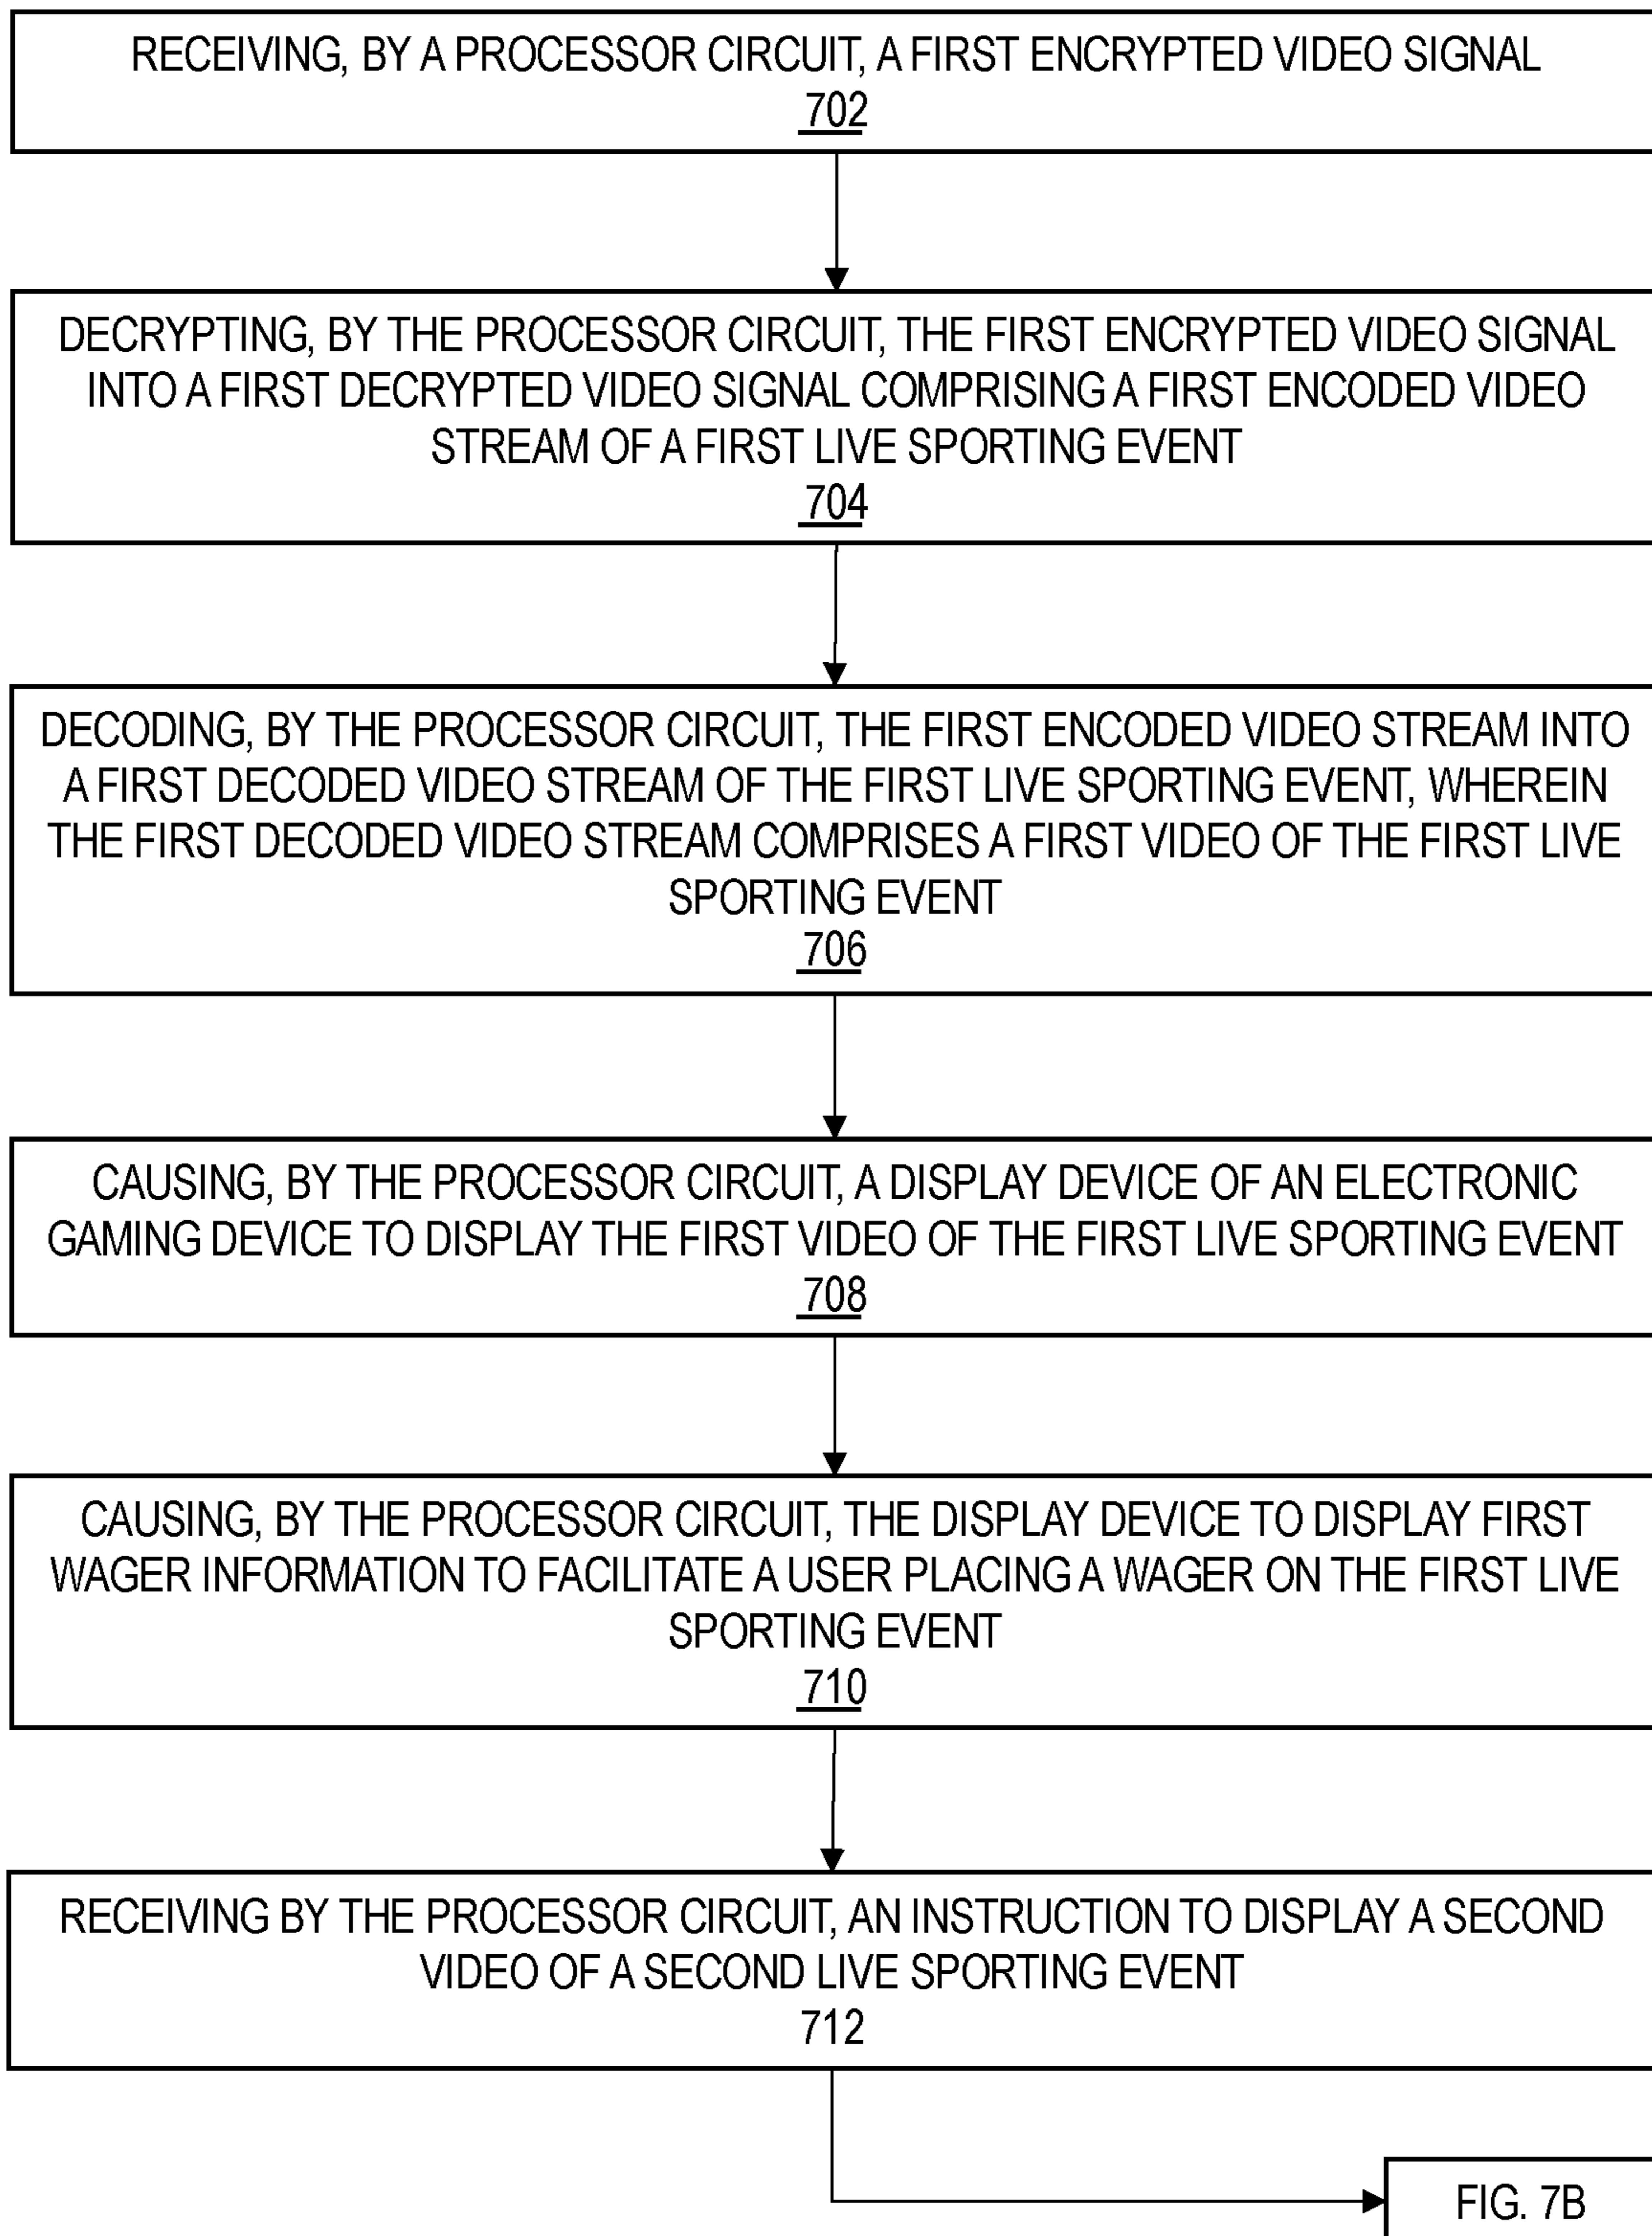 RECEIVING, BY A PROCESSOR CIRCUIT, A FIRST ENCRYPTED VIDEO SIGNAL
702
DECRYPTING, BY THE PROCESSOR CIRCUIT, THE FIRST ENCRYPTED VIDEO SIGNAL
INTO A FIRST DECRYPTED VIDEO SIGNAL COMPRISING A FIRST ENCODED VIDEO
STREAM OF A FIRST LIVE SPORTING EVENT
704
DECODING, BY THE PROCESSOR CIRCUIT, THE FIRST ENCODED VIDEO STREAM INTO
A FIRST DECODED VIDEO STREAM OF THE FIRST LIVE SPORTING EVENT, WHEREIN
THE FIRST DECODED VIDEO STREAM COMPRISES A FIRST VIDEO OF THE FIRST LIVE
SPORTING EVENT
706
CAUSING, BY THE PROCESSOR CIRCUIT, A DISPLAY DEVICE OF AN ELECTRONIC
GAMING DEVICE TO DISPLAY THE FIRST VIDEO OF THE FIRST LIVE SPORTING EVENT
708
CAUSING, BY THE PROCESSOR CIRCUIT, THE DISPLAY DEVICE TO DISPLAY FIRST
WAGER INFORMATION TO FACILITATE A USER PLACING A WAGER ON THE FIRST LIVE
SPORTING EVENT
710
RECEIVING BY THE PROCESSOR CIRCUIT, AN INSTRUCTION TO DISPLAY A SECOND
VIDEO OF A SECOND LIVE SPORTING EVENT
712
FIG. 7B